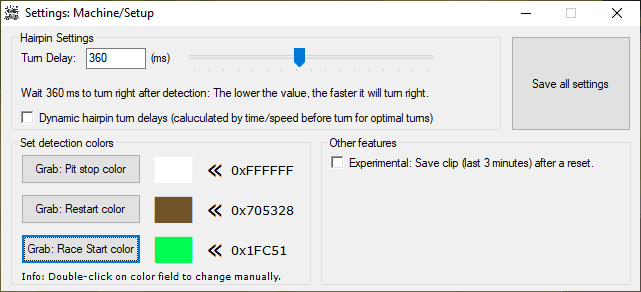 Settings: Machine/Setup
Hairpin Settings
Turn Delay: 360 (ms)
Wait 360 ms to turn right after detection: The lower the value, the faster it will turn right.
Dynamic hairpin turn delays (caluculated by time/speed before turn for optimal turns)
Save all settings
Set detection colors
Grab: Pit stop color « 0xFFFFFF
Grab: Restart color « 0x705328
Grab: Race Start color « 0x1FC51
Info: Double-click on color field to change manually.
Other features
Experimental: Save clip (last 3 minutes) after a reset.